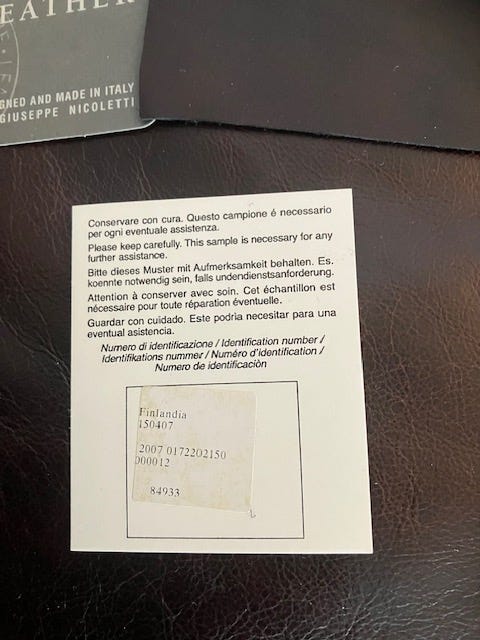 EATHER
GNED AND MADE IN ITALY
GIUSEPPE NICOLETTI
Conservare con cura. Questo campione é necessario
per ogni eventuale assistenza.
Please keep carefully. This sample is necessary for any
further assistance.
Bitte dieses Muster mit Aufmerksamkeit behalten. Es.
koennte notwendig sein, falls undendienstsanforderung.
Attention à conserver avec soin. Cet échantillon est
nécessaire pour toute réparation éventuelle.
Guardar con cuidado. Este podria necesitar para una
eventual asistencia.
Numero di identificazione / Identification number /
Identifikations nummer / Numéro d'identification /
Numero de identificaciòn
Finlandia
150407
2007 0172202150
000012
84933